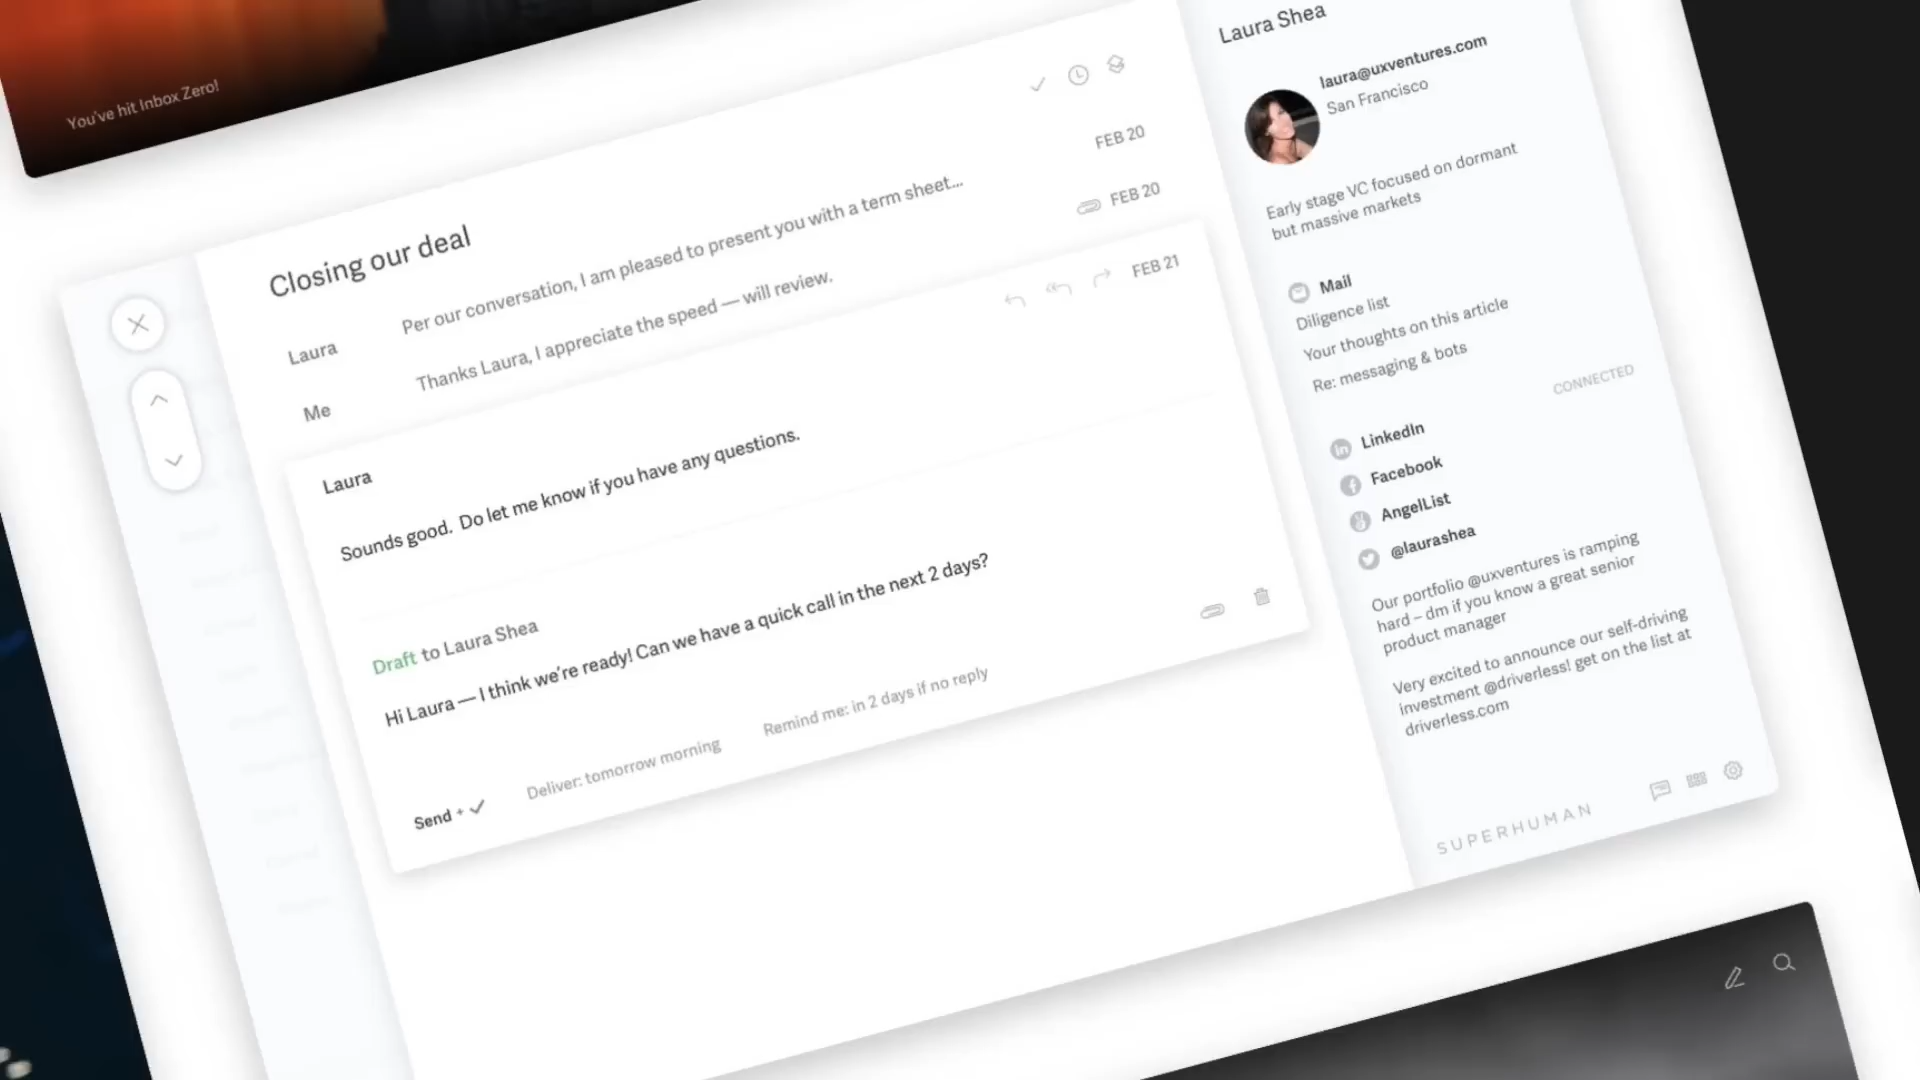 You've hit Inbox Zero!
Closing our deal
Laura
Per our conversation, I am pleased to present you with a term sheet...
FEB 20
Me
Thanks Laura, I appreciate the speed — will review.
FEB 20
Laura
FEB 21
Sounds good. Do let me know if you have any questions.
Draft to Laura Shea
Hi Laura — I think we're ready! Can we have a quick call in the next 2 days?
Send + ✓
Deliver: tomorrow morning
Remind me: in 2 days if no reply
Laura Shea
laura@uxventures.com
San Francisco
Early stage VC focused on dormant
but massive markets
Mail
Diligence list
Your thoughts on this article
Re: messaging & bots
CONNECTED
LinkedIn
Facebook
AngelList
@laurashea
Our portfolio @uxventures is ramping
hard – dm if you know a great senior
product manager
Very excited to announce our self-driving
investment @driverless! get on the list at
driverless.com
SUPERHUMAN